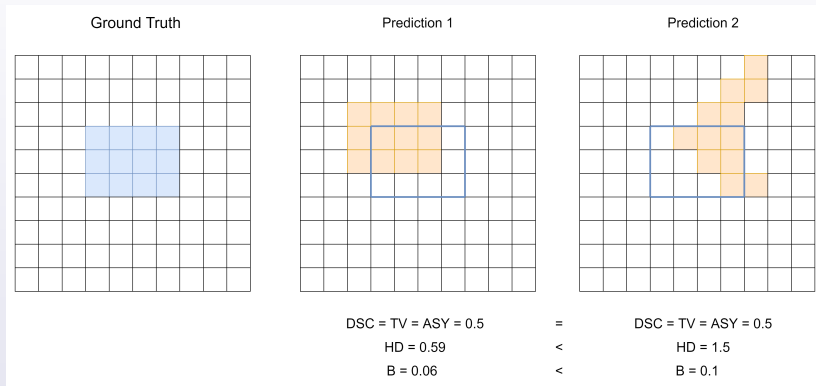 Ground Truth
Prediction 1
Prediction 2
DSC = TV = ASY = 0.5 = DSC = TV = ASY = 0.5
HD = 0.59 < HD = 1.5
B = 0.06 < B = 0.1